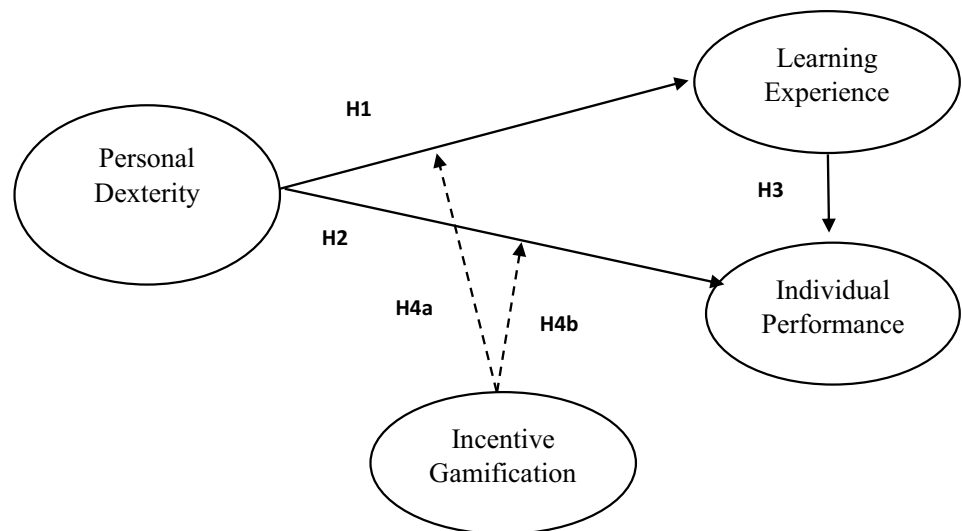 Learning
Experience
H1
Personal
Dexterity
H3
H2
Individual
Performance
H4a
H4b
Incentive
Gamification